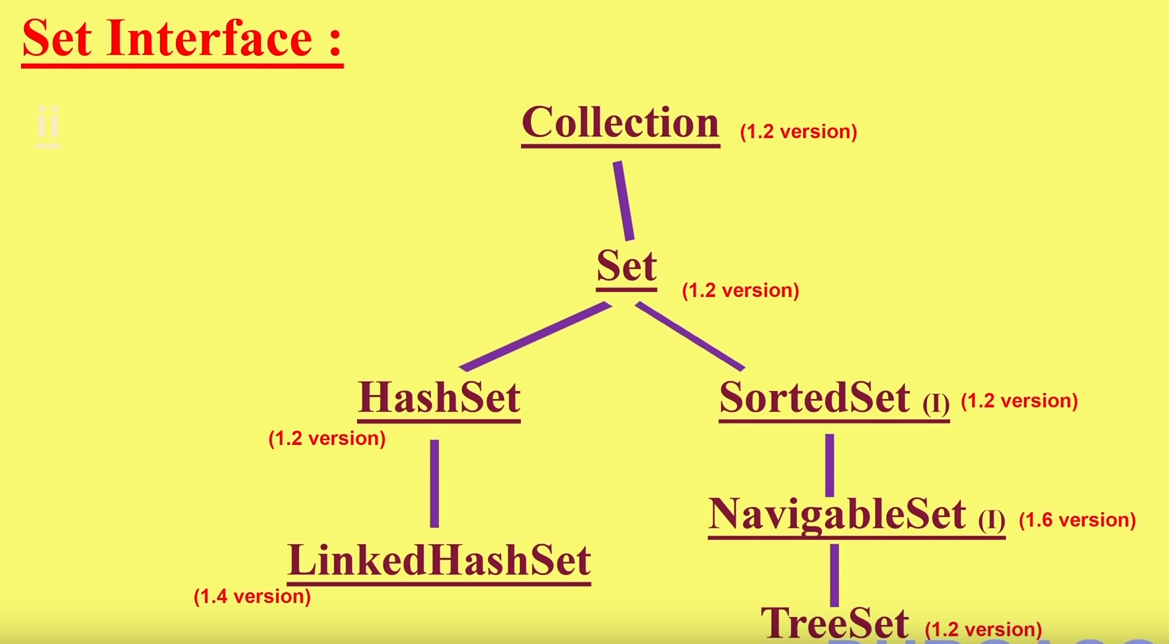 Set Interface :
ii
Collection (1.2 version)
Set (1.2 version)
HashSet
(1.2 version)
SortedSet (I) (1.2 version)
NavigableSet (I) (1.6 version)
LinkedHashSet
(1.4 version)
TreeSet (1.2 version)